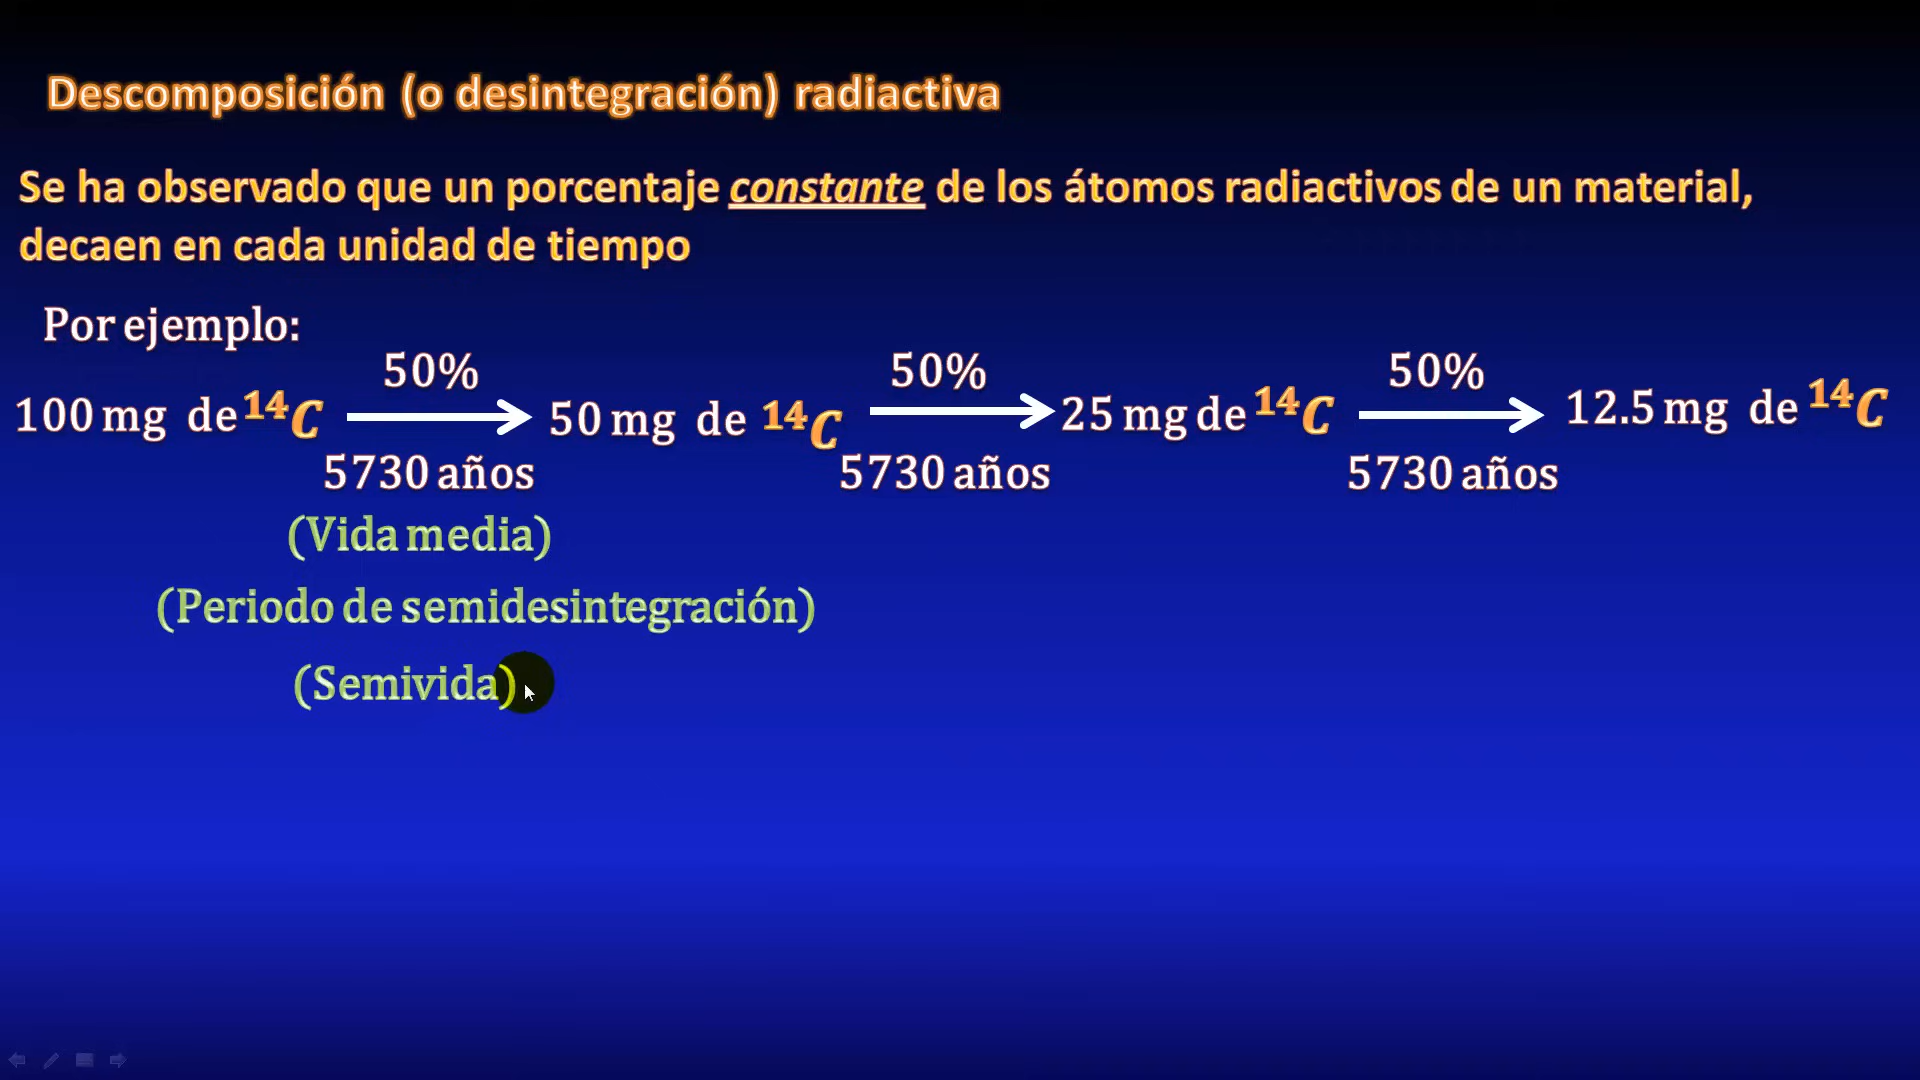 Descomposición (o desintegración) radiactiva
Se ha observado que un porcentaje constante de los átomos radiactivos de un material,
decaen en cada unidad de tiempo
Por ejemplo:
50% 50% 50%
100 mg de ¹⁴C 50 mg de ¹⁴C 25 mg de ¹⁴C 12.5 mg de ¹⁴C
5730 años 5730 años 5730 años
(Vida media)
(Periodo de semidesintegración)
(Semivida)